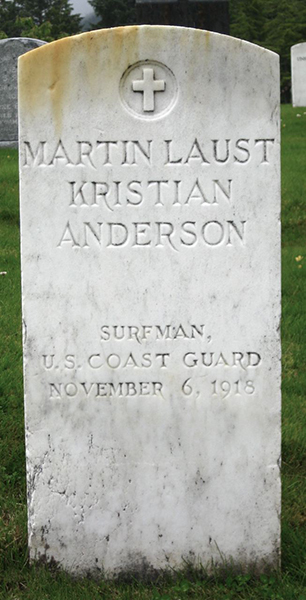 MARTIN LAUST
KRISTIAN
ANDERSON
SURFMAN,
U.S. COAST GUARD
NOVEMBER 6, 1918